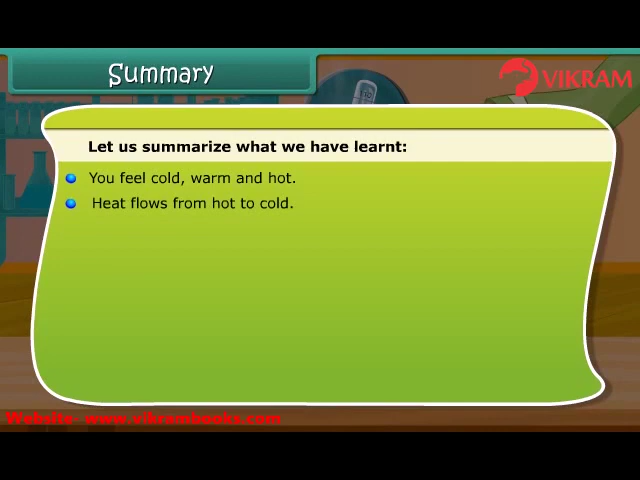 Summary
VIKRAM
Let us summarize what we have learnt:
You feel cold, warm and hot.
Heat flows from hot to cold.
Website- www.vikrambooks.com